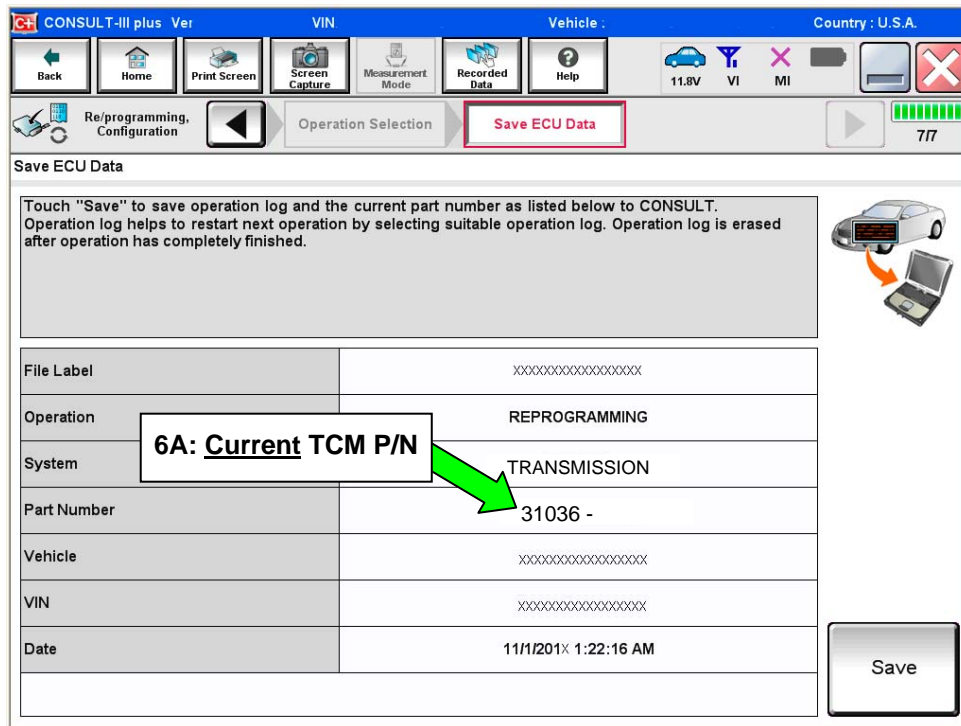 C+ CONSULT-III plus Ver VIN. Vehicle : Country : U.S.A.
Back Home Print Screen Screen Capture Measurement Mode Recorded Data Help 11.8V VI MI
Re/programming, Configuration Operation Selection Save ECU Data 7/7
Save ECU Data
Touch "Save" to save operation log and the current part number as listed below to CONSULT.
Operation log helps to restart next operation by selecting suitable operation log. Operation log is erased
after operation has completely finished.
File Label XXXXXXXXXXXXXXXXX
Operation REPROGRAMMING
6A: Current TCM P/N
System TRANSMISSION
Part Number 31036 -
Vehicle XXXXXXXXXXXXXXXXX
VIN XXXXXXXXXXXXXXXXX
Date 11/1/201X 1:22:16 AM
Save